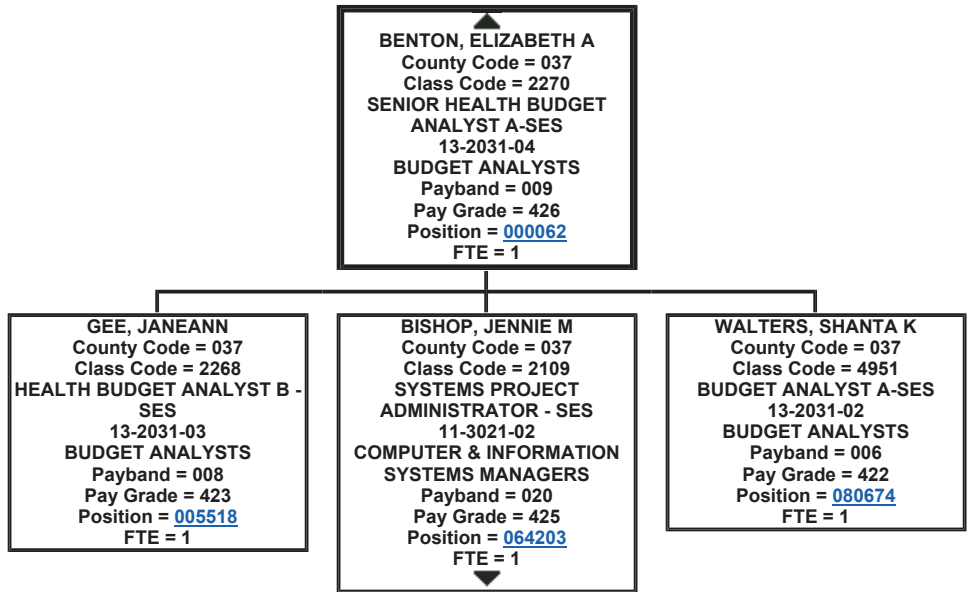 BENTON, ELIZABETH A
County Code = 037
Class Code = 2270
SENIOR HEALTH BUDGET
ANALYST A-SES
13-2031-04
BUDGET ANALYSTS
Payband = 009
Pay Grade = 426
Position = 000062
FTE = 1
GEE, JANEANN
County Code = 037
Class Code = 2268
HEALTH BUDGET ANALYST B -
SES
13-2031-03
BUDGET ANALYSTS
Payband = 008
Pay Grade = 423
Position = 005518
FTE = 1
BISHOP, JENNIE M
County Code = 037
Class Code = 2109
SYSTEMS PROJECT
ADMINISTRATOR - SES
11-3021-02
COMPUTER & INFORMATION
SYSTEMS MANAGERS
Payband = 020
Pay Grade = 425
Position = 064203
FTE = 1
WALTERS, SHANTA K
County Code = 037
Class Code = 4951
BUDGET ANALYST A-SES
13-2031-02
BUDGET ANALYSTS
Payband = 006
Pay Grade = 422
Position = 080674
FTE = 1